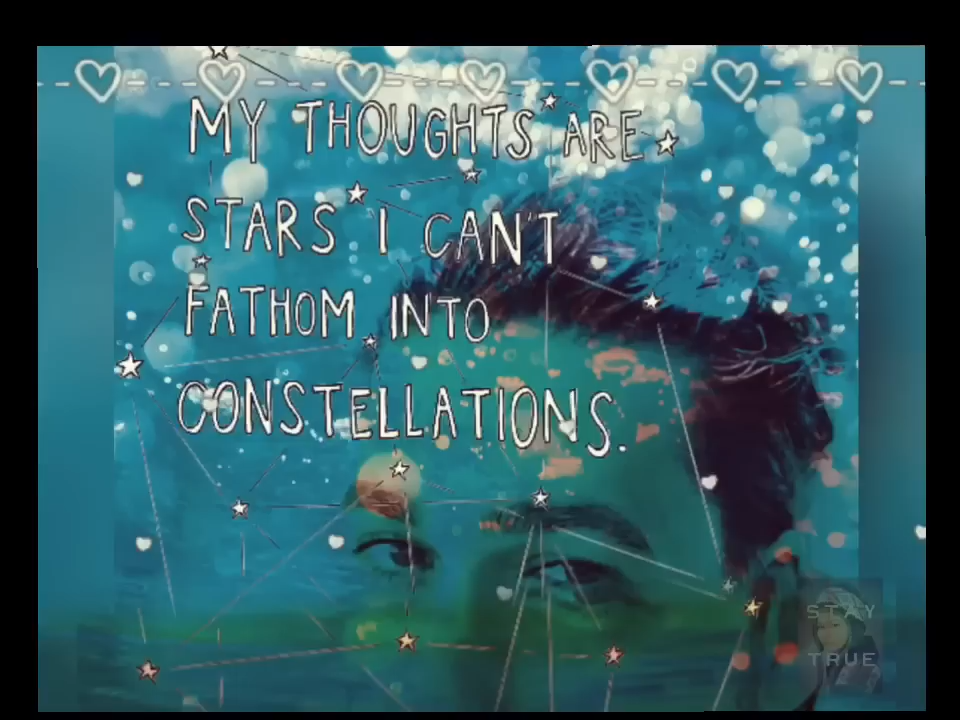 MY THOUGHTS ARE
STARS I CAN'T
FATHOM INTO
CONSTELLATIONS.
STAY
TRUE